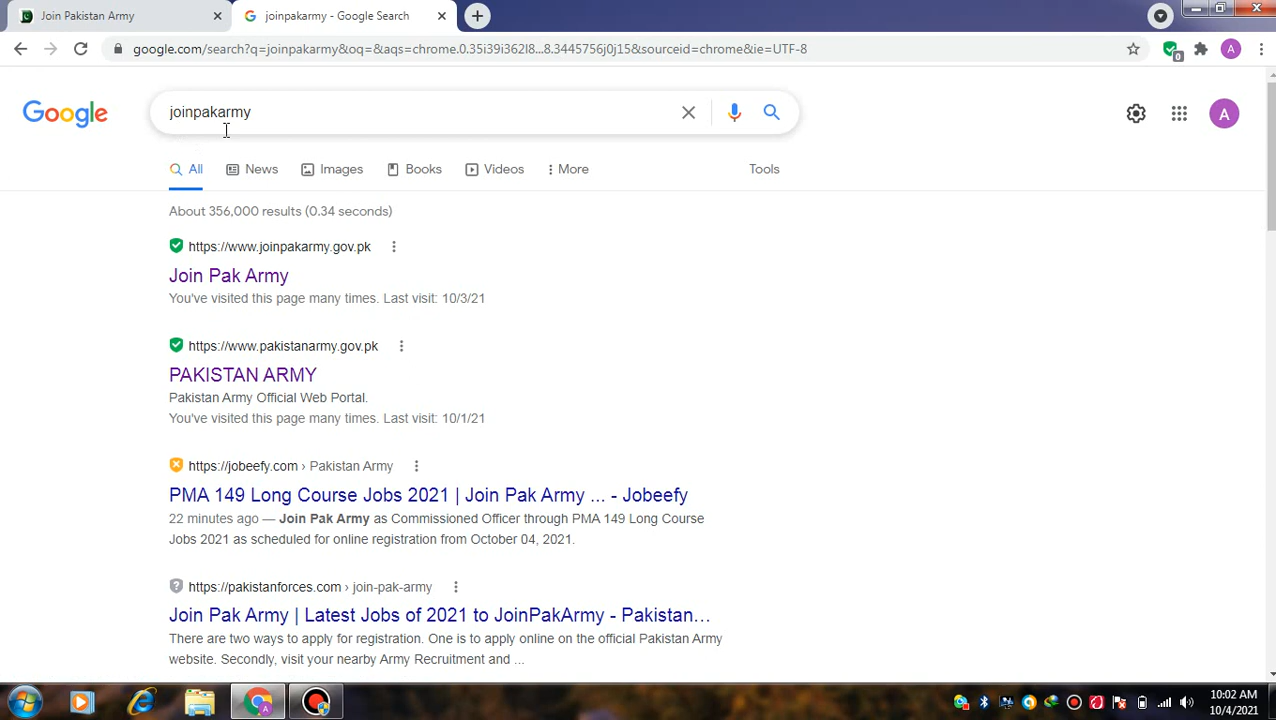 Join Pakistan Army
joinpakarmy - Google Search
google.com/search?q=joinpakarmy&oq=&aqs=chrome.0.35i39i362l8...8.3445756j0j15&sourceid=chrome&ie=UTF-8
0
A
Google
joinpakarmy
A
All
News
Images
Books
Videos
More
Tools
About 356,000 results (0.34 seconds)
https://www.joinpakarmy.gov.pk
Join Pak Army
You've visited this page many times. Last visit: 10/3/21
https://www.pakistanarmy.gov.pk
PAKISTAN ARMY
Pakistan Army Official Web Portal.
You've visited this page many times. Last visit: 10/1/21
https://jobeefy.com › Pakistan Army
PMA 149 Long Course Jobs 2021 | Join Pak Army ... - Jobeefy
22 minutes ago — Join Pak Army as Commissioned Officer through PMA 149 Long Course
Jobs 2021 as scheduled for online registration from October 04, 2021.
https://pakistanforces.com › join-pak-army
Join Pak Army | Latest Jobs of 2021 to JoinPakArmy - Pakistan...
There are two ways to apply for registration. One is to apply online on the official Pakistan Army
website. Secondly, visit your nearby Army Recruitment and ...
A
10:02 AM
10/4/2021